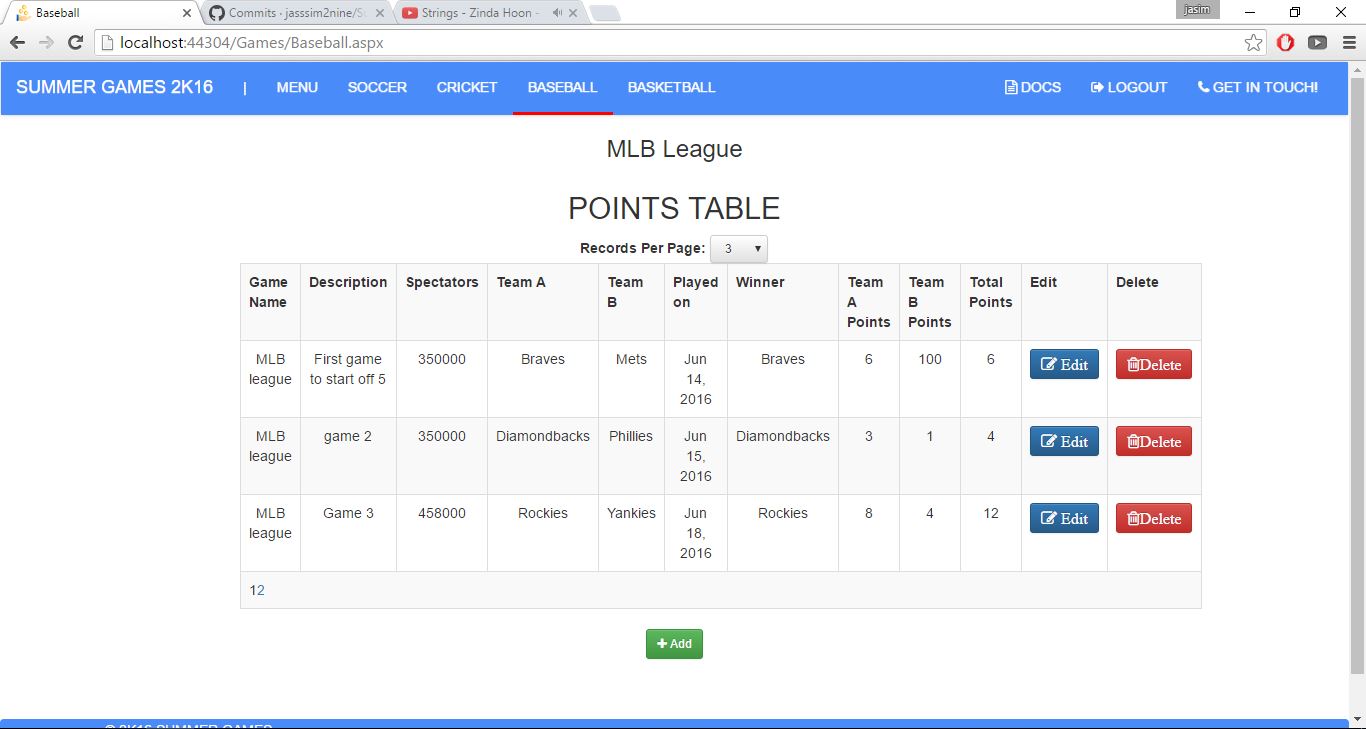 Baseball
Commits · jasssim2nine/Su
Strings - Zinda Hoon -
jasim
localhost:44304/Games/Baseball.aspx
SUMMER GAMES 2K16 | MENU SOCCER CRICKET BASEBALL BASKETBALL DOCS LOGOUT GET IN TOUCH!
MLB League
POINTS TABLE
Records Per Page: 3
Game Name Description Spectators Team A Team B Played on Winner Team A Points Team B Points Total Points Edit Delete
MLB league First game to start off 5 350000 Braves Mets Jun 14, 2016 Braves 6 100 6 Edit Delete
MLB league game 2 350000 Diamondbacks Phillies Jun 15, 2016 Diamondbacks 3 1 4 Edit Delete
MLB league Game 3 458000 Rockies Yankies Jun 18, 2016 Rockies 8 4 12 Edit Delete
12
+ Add
© 2K16 SUMMER GAMES